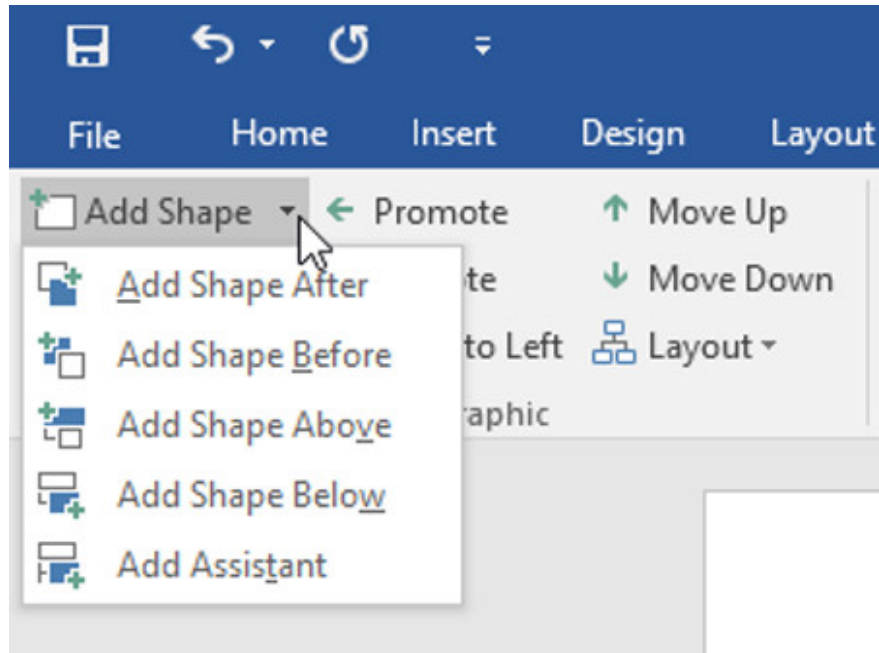 File Home Insert Design Layout
Add Shape Promote Move Up
Add Shape After te Move Down
Add Shape Before to Left Layout
Add Shape Above raphic
Add Shape Below
Add Assistant